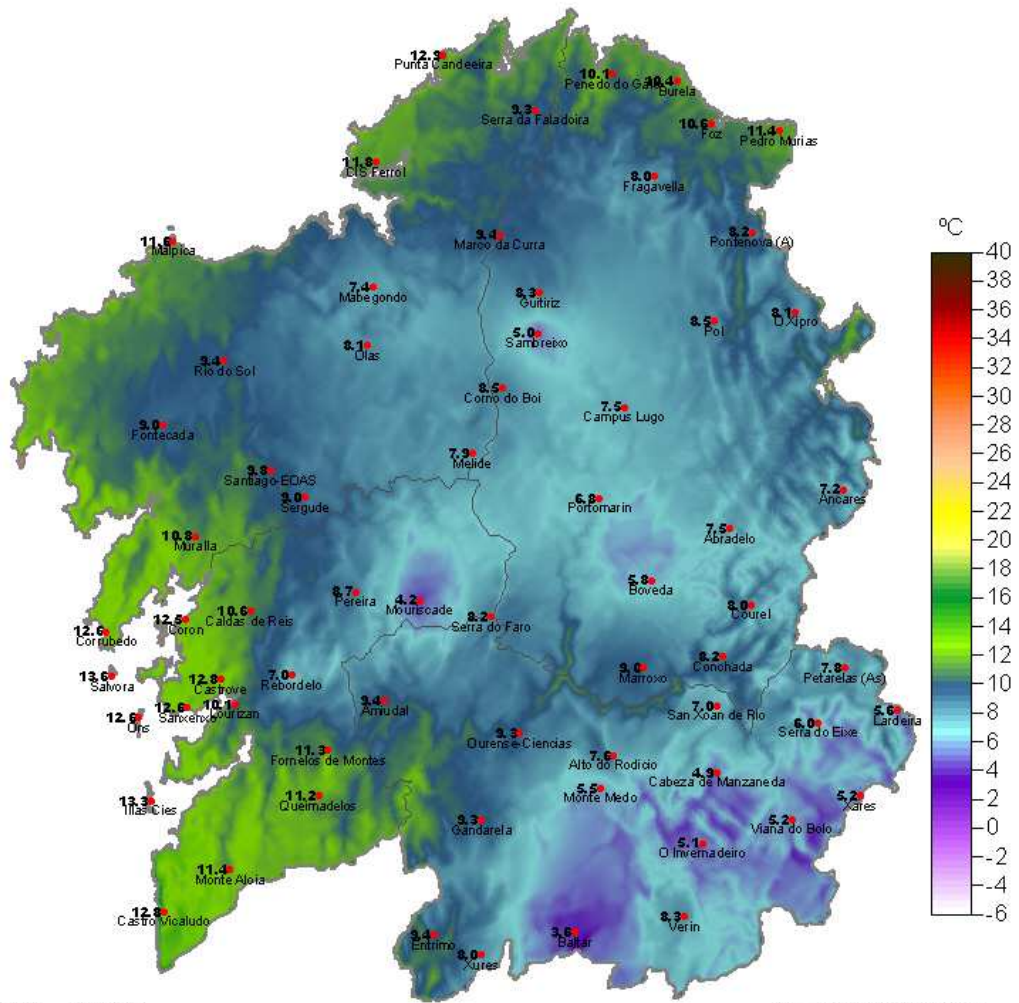 12.9
Punta Candeeira
10.1
Penedo do Galo
10.4
Burela
9.3
Serra da Faladoira
10.6
Foz
11.4
Pedro Murias
11.8
CIS Ferrol
8.0
Fragavella
11.6
Malpica
9.4
Marco da Curra
8.2
Pontenova (A)
ºC
40
38
36
34
32
30
28
26
24
22
20
18
16
14
12
10
8
6
4
2
0
-2
-4
-6
7.4
Mabegondo
8.3
Guitiriz
8.5
Pol
8.1
O Xipro
5.0
Sambreixo
8.1
Olas
9.4
Rio do Sol
8.5
Corno do Boi
7.5
Campus Lugo
9.0
Fontecada
7.9
Melide
9.8
Santiago-EOAS
9.0
Sergude
6.8
Portomarin
7.2
Ancares
10.8
Muralla
7.5
Abradelo
8.7
Pereira
4.2
Mouriscade
5.8
Boveda
10.6
Caldas de Reis
12.5
Coron
8.2
Serra do Faro
8.0
Courel
12.6
Corrubedo
13.6
Salvora
12.8
Castrove
7.0
Rebordelo
9.0
Marroxo
8.2
Conchada
7.8
Petarelas (As)
12.6
Ons
12.6
Sanxenxo
10.1
Lourizan
9.4
Amiudal
7.0
San Xoan de Rio
5.6
Lardeira
6.0
Serra do Eixe
11.3
Fornelos de Montes
9.3
Ourense-Ciencias
7.6
Alto do Rodicio
4.9
Cabeza de Manzaneda
13.3
Illas Cies
11.2
Queimadelos
5.5
Monte Medo
5.2
Xares
9.3
Gandarela
5.2
Viana do Bolo
5.1
O Invernadeiro
11.4
Monte Aloia
12.8
Castro Vicaludo
9.4
Entrimo
8.0
Xures
3.6
Baltar
8.3
Verin